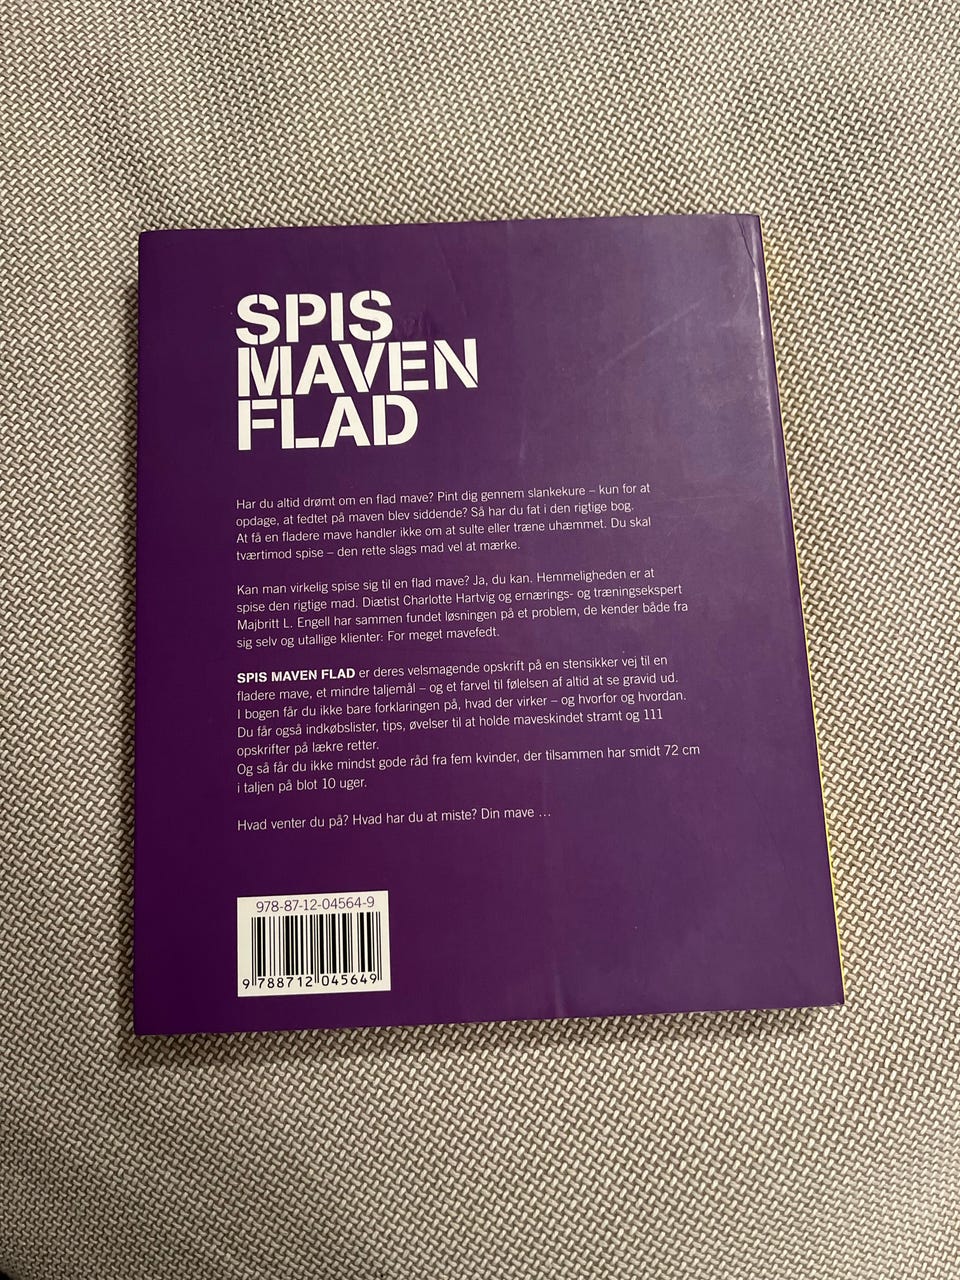 SPIS
MAVEN
FLAD
Har du altid drømt om en flad mave? Pint dig gennem slankekure – kun for at
opdage, at fedtet på maven blev siddende? Så har du fat i den rigtige bog.
At få en fladere mave handler ikke om at sulte eller træne uhæmmet. Du skal
tværtimod spise – den rette slags mad vel at mærke.
Kan man virkelig spise sig til en flad mave? Ja, du kan. Hemmeligheden er at
spise den rigtige mad. Diætist Charlotte Hartvig og ernærings- og træningsekspert
Majbritt L. Engell har sammen fundet løsningen på et problem, de kender både fra
sig selv og utallige klienter: For meget mavefedt.
SPIS MAVEN FLAD er deres velsmagende opskrift på en stensikker vej til en
fladere mave, et mindre taljemål – og et farvel til følelsen af altid at se gravid ud.
I bogen får du ikke bare forklaringen på, hvad der virker – og hvorfor og hvordan.
Du får også indkøbslister, tips, øvelser til at holde maveskindet stramt og 111
opskrifter på lækre retter.
Og så får du ikke mindst gode råd fra fem kvinder, der tilsammen har smidt 72 cm
i taljen på blot 10 uger.
Hvad venter du på? Hvad har du at miste? Din mave ...
978-87-12-04564-9
9 788712 045649